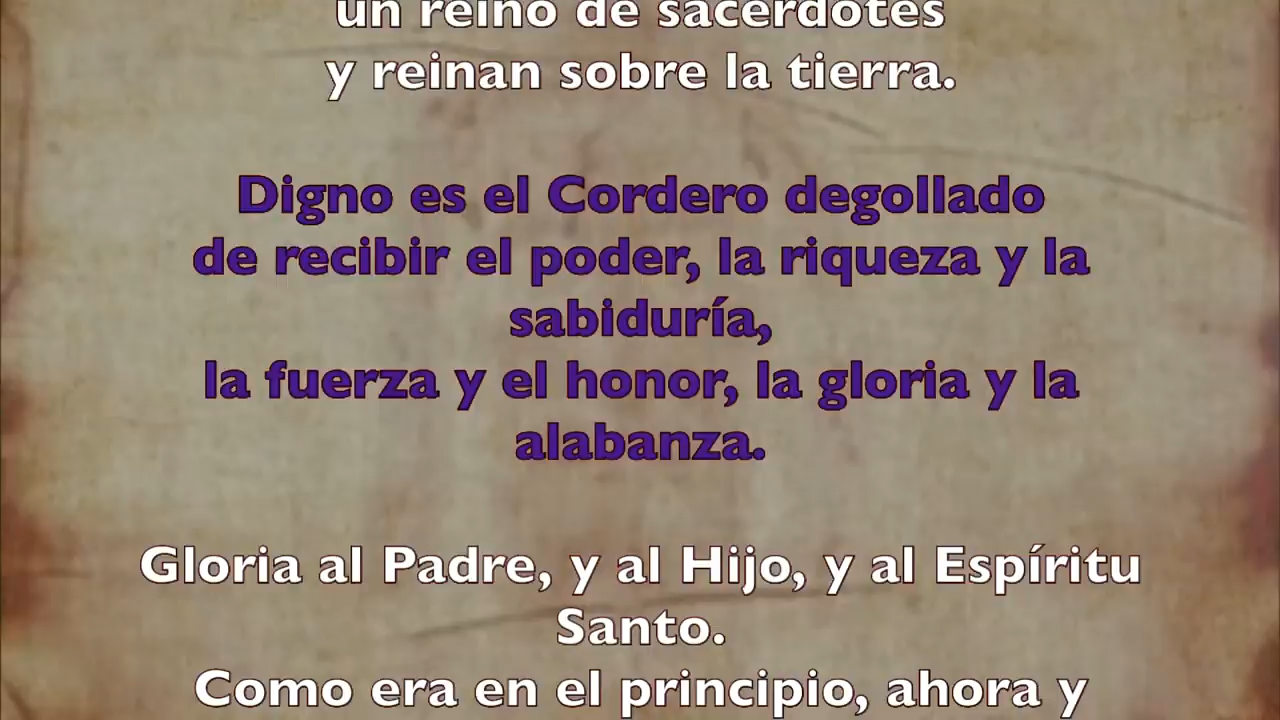 un reino de sacerdotes
y reinan sobre la tierra.
Digno es el Cordero degollado
de recibir el poder, la riqueza y la
sabiduría,
la fuerza y el honor, la gloria y la
alabanza.
Gloria al Padre, y al Hijo, y al Espíritu
Santo.
Como era en el principio, ahora y